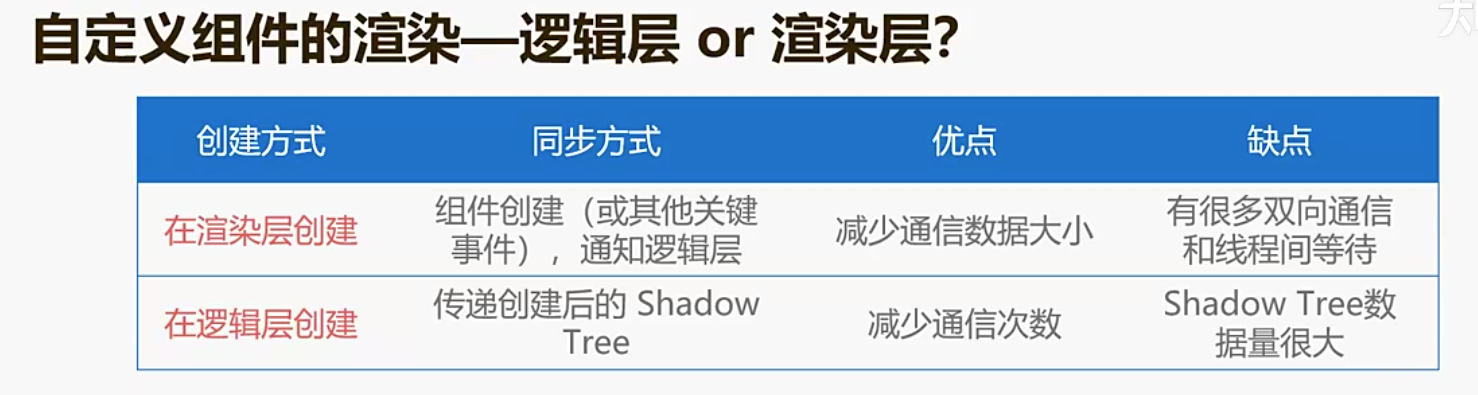 自定义组件的渲染—逻辑层 or 渲染层？
创建方式 同步方式 优点 缺点
在渲染层创建
组件创建（或其他关键
事件），通知逻辑层
减少通信数据大小
有很多双向通信
和线程间等待
在逻辑层创建
传递创建后的 Shadow
Tree
减少通信次数
Shadow Tree数
据量很大